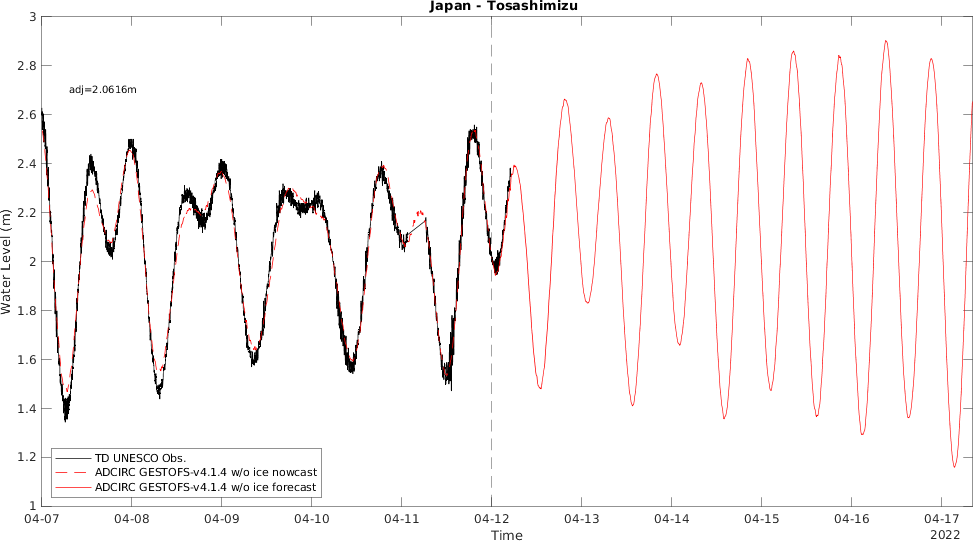 Japan - Tosashimizu
adj=2.0616m
3
2.8
2.6
2.4
2.2
2
1.8
1.6
1.4
1.2
1
Water Level (m)
TD UNESCO Obs.
ADCIRC GESTOFS-v4.1.4 w/o ice nowcast
ADCIRC GESTOFS-v4.1.4 w/o ice forecast
04-07 04-08 04-09 04-10 04-11 04-12 04-13 04-14 04-15 04-16 04-17
Time
2022